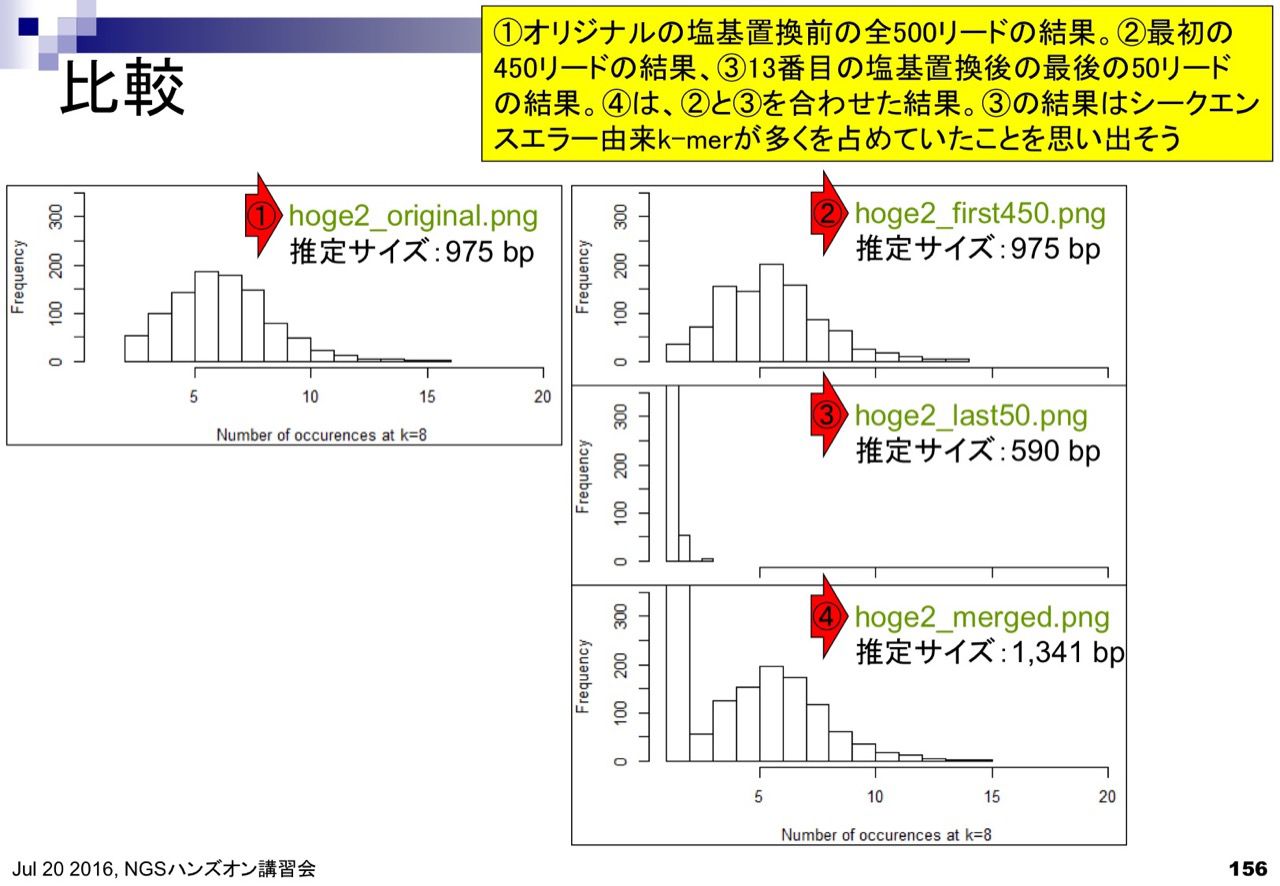 比較
①オリジナルの塩基置換前の全500リードの結果。②最初の
450リードの結果、③13番目の塩基置換後の最後の50リード
の結果。④は、②と③を合わせた結果。③の結果はシークエン
スエラー由来k-merが多くを占めていたことを思い出そう
① hoge2_original.png
推定サイズ：975 bp
Frequency
0 100 200 300
5 10 15 20
Number of occurences at k=8
② hoge2_first450.png
推定サイズ：975 bp
Frequency
0 100 200 300
③ hoge2_last50.png
推定サイズ：590 bp
Frequency
0 100 200 300
④ hoge2_merged.png
推定サイズ：1,341 bp
Frequency
0 100 200 300
5 10 15 20
Number of occurences at k=8
Jul 20 2016, NGSハンズオン講習会
156